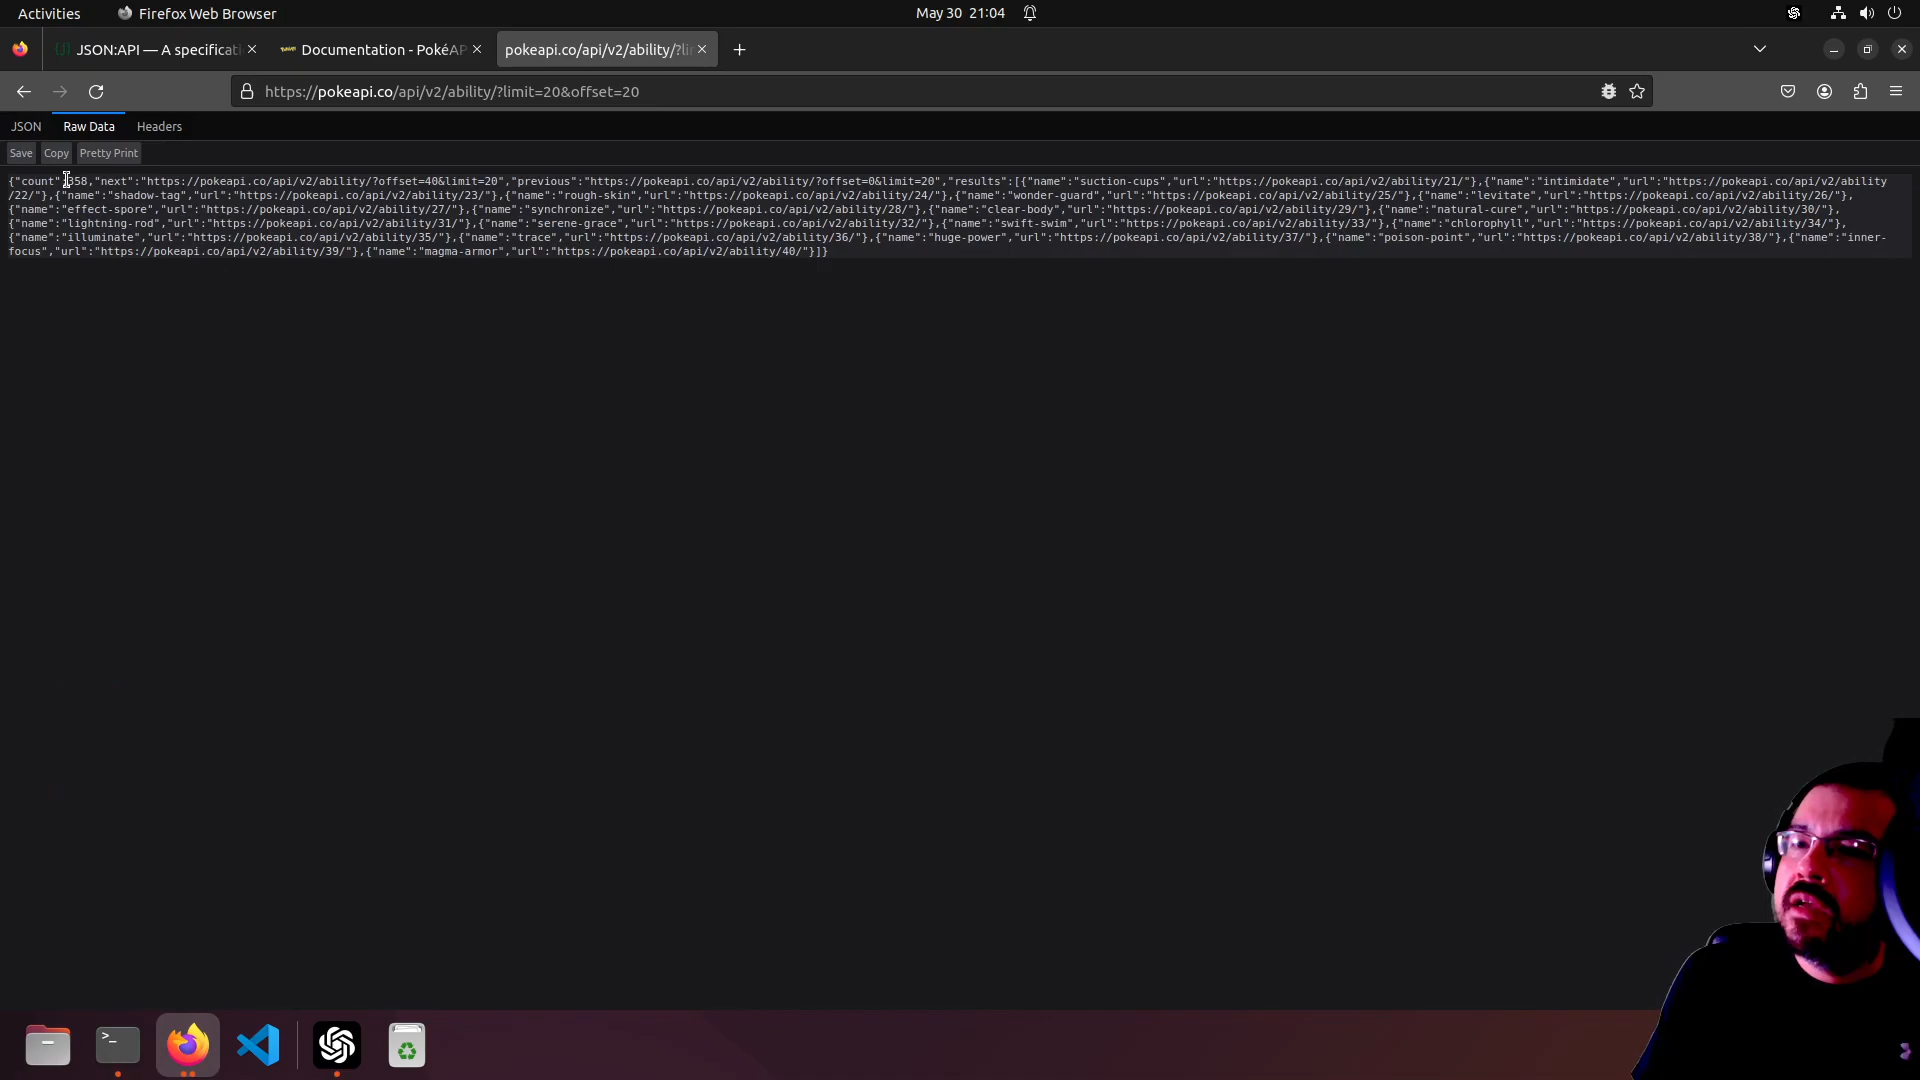 Activities Firefox Web Browser May 30 21:04
JSON:API — A specificati Documentation - PokéAP pokeapi.co/api/v2/ability/?li
https://pokeapi.co/api/v2/ability/?limit=20&offset=20
JSON Raw Data Headers
Save Copy Pretty Print
{"count":358,"next":"https://pokeapi.co/api/v2/ability/?offset=40&limit=20","previous":"https://pokeapi.co/api/v2/ability/?offset=0&limit=20","results":[{"name":"suction-cups","url":"https://pokeapi.co/api/v2/ability/21/"},{"name":"intimidate","url":"https://pokeapi.co/api/v2/ability
/22/"},{"name":"shadow-tag","url":"https://pokeapi.co/api/v2/ability/23/"},{"name":"rough-skin","url":"https://pokeapi.co/api/v2/ability/24/"},{"name":"wonder-guard","url":"https://pokeapi.co/api/v2/ability/25/"},{"name":"levitate","url":"https://pokeapi.co/api/v2/ability/26/"},
{"name":"effect-spore","url":"https://pokeapi.co/api/v2/ability/27/"},{"name":"synchronize","url":"https://pokeapi.co/api/v2/ability/28/"},{"name":"clear-body","url":"https://pokeapi.co/api/v2/ability/29/"},{"name":"natural-cure","url":"https://pokeapi.co/api/v2/ability/30/"},
{"name":"lightning-rod","url":"https://pokeapi.co/api/v2/ability/31/"},{"name":"serene-grace","url":"https://pokeapi.co/api/v2/ability/32/"},{"name":"swift-swim","url":"https://pokeapi.co/api/v2/ability/33/"},{"name":"chlorophyll","url":"https://pokeapi.co/api/v2/ability/34/"},
{"name":"illuminate","url":"https://pokeapi.co/api/v2/ability/35/"},{"name":"trace","url":"https://pokeapi.co/api/v2/ability/36/"},{"name":"huge-power","url":"https://pokeapi.co/api/v2/ability/37/"},{"name":"poison-point","url":"https://pokeapi.co/api/v2/ability/38/"},{"name":"inner-
focus","url":"https://pokeapi.co/api/v2/ability/39/"},{"name":"magma-armor","url":"https://pokeapi.co/api/v2/ability/40/"}]}